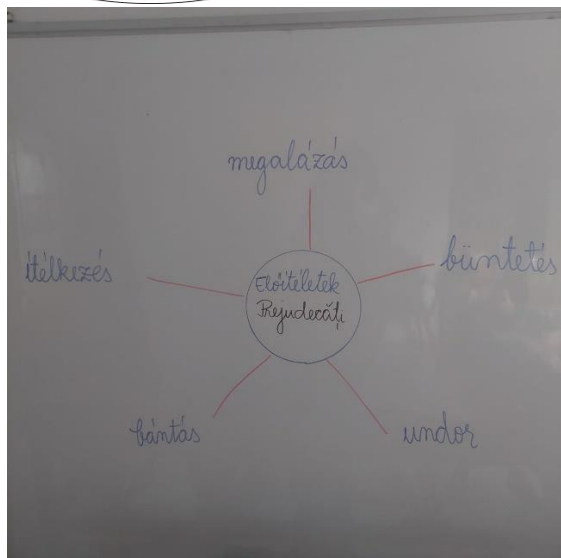 megalázás
ítélkezés
büntetés
Előítéletek
Prejudecăți
bántás
undor